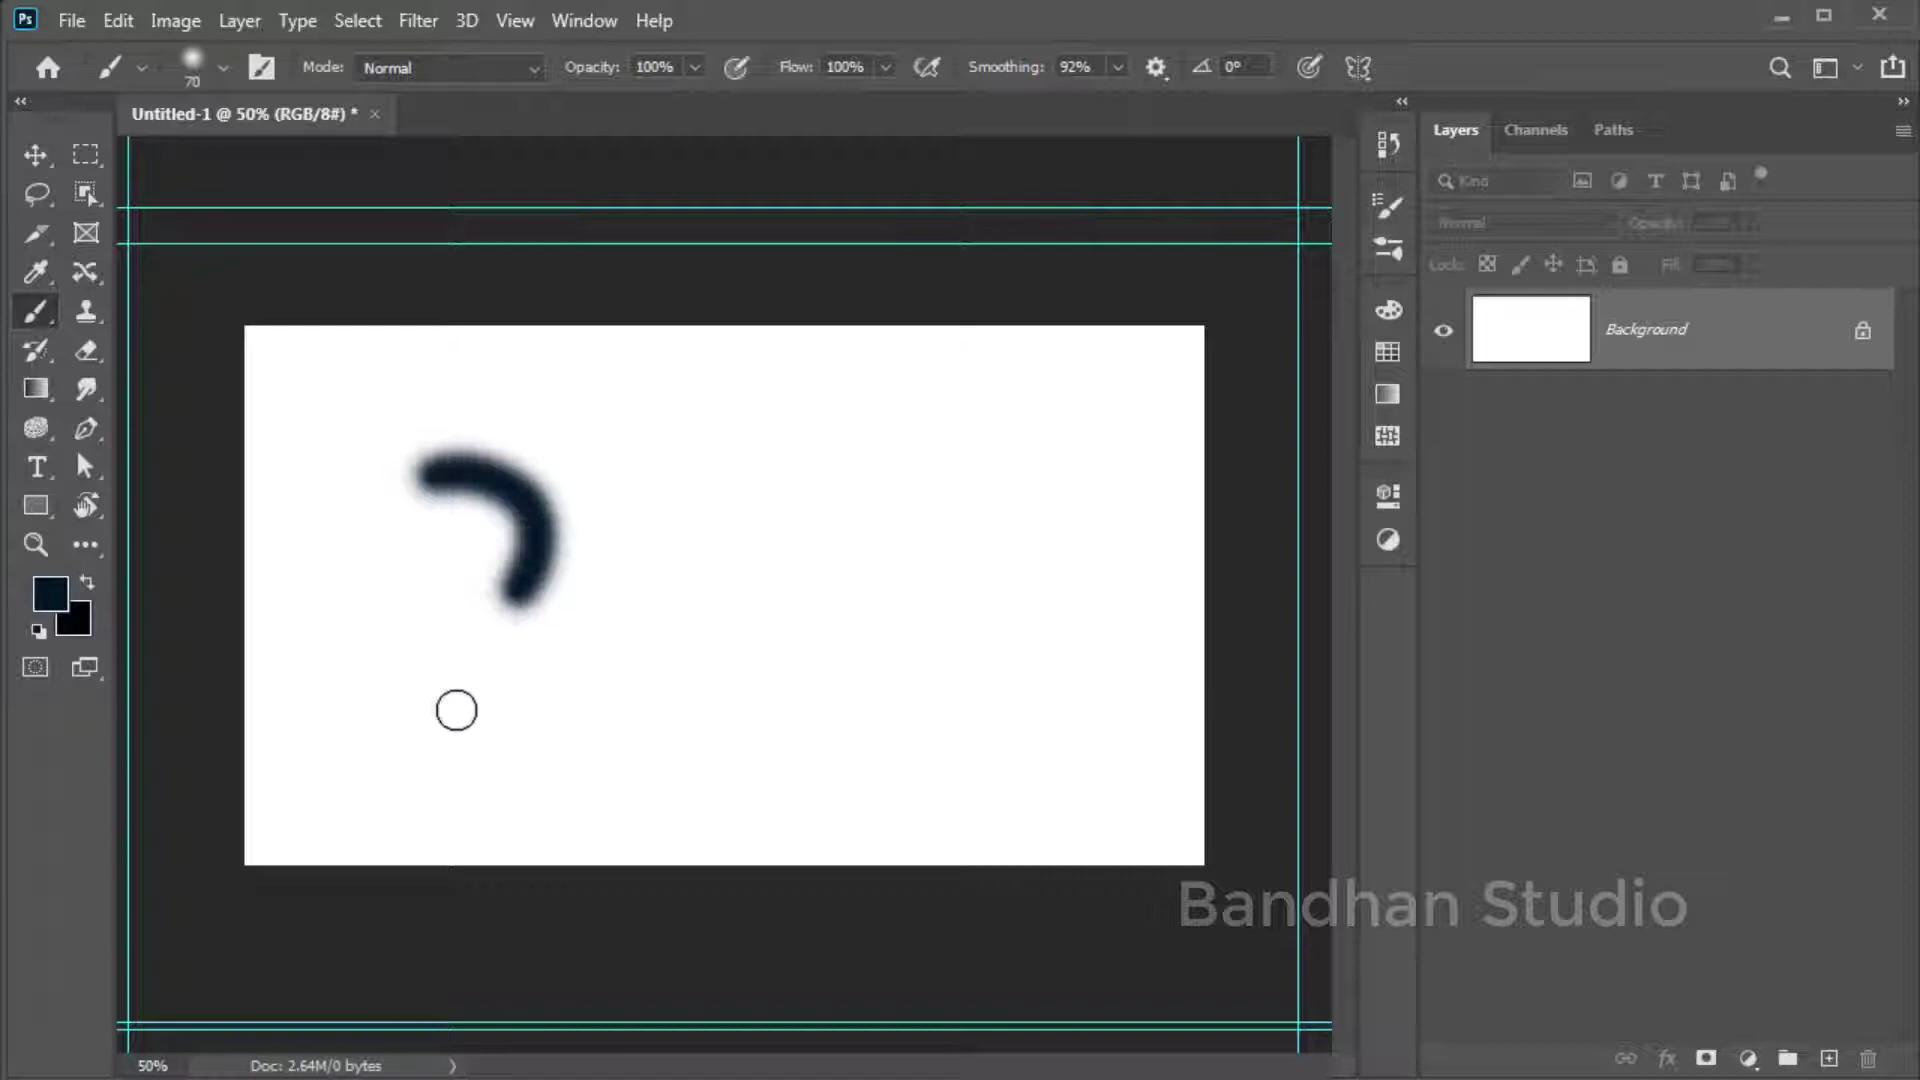 Ps File Edit Image Layer Type Select Filter 3D View Window Help
70 Mode: Normal Opacity: 100% Flow: 100% Smoothing: 92% 0°
Untitled-1 @ 50% (RGB/8#) * ×
Layers Channels Paths
Kind
Normal Opacity:
Lock: Fill:
Background
Bandhan Studio
50% Doc: 2.64M/0 bytes